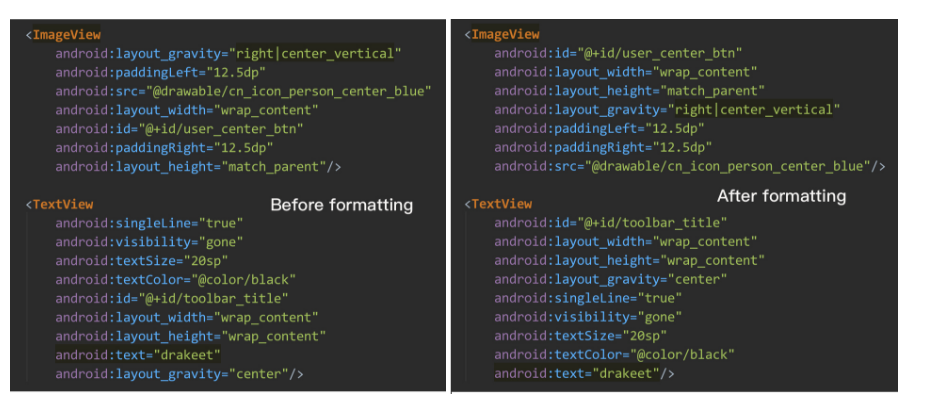 <ImageView
android:layout_gravity="right|center_vertical"
android:paddingLeft="12.5dp"
android:src="@drawable/cn_icon_person_center_blue"
android:layout_width="wrap_content"
android:id="@+id/user_center_btn"
android:paddingRight="12.5dp"
android:layout_height="match_parent"/>
<TextView
Before formatting
android:singleLine="true"
android:visibility="gone"
android:textSize="20sp"
android:textColor="@color/black"
android:id="@+id/toolbar_title"
android:layout_width="wrap_content"
android:layout_height="wrap_content"
android:text="drakeet"
android:layout_gravity="center"/>
<ImageView
android:id="@+id/user_center_btn"
android:layout_width="wrap_content"
android:layout_height="match_parent"
android:layout_gravity="right|center_vertical"
android:paddingLeft="12.5dp"
android:paddingRight="12.5dp"
android:src="@drawable/cn_icon_person_center_blue"/>
After formatting
<TextView
android:id="@+id/toolbar_title"
android:layout_width="wrap_content"
android:layout_height="wrap_content"
android:layout_gravity="center"
android:singleLine="true"
android:visibility="gone"
android:textSize="20sp"
android:textColor="@color/black"
android:text="drakeet"/>